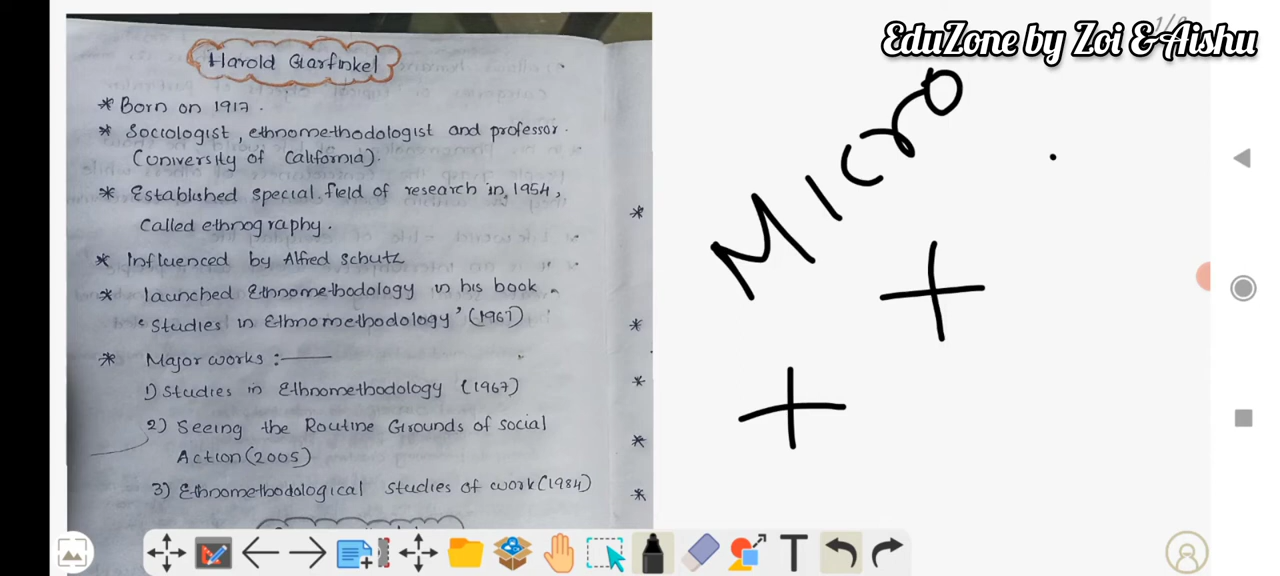 EduZone by Zoi & Aishu
Harold Garfinkel
* Born on 1917.
* Sociologist, ethnomethodologist and professor.
(University of California).
* Established special field of research in 1954,
Called ethnography.
* Influenced by Alfred Schutz
* launched Ethnomethodology in his book
'Studies in Ethnomethodology' (1967)
* Major works :—
1) Studies in Ethnomethodology (1967)
2) Seeing the Routine Grounds of social
Action (2005)
3) Ethnomethodological studies of work (1984)
Micro